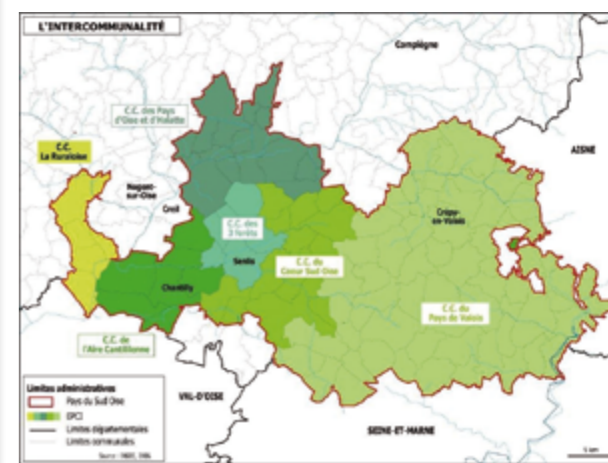 L'INTERCOMMUNALITÉ
Compiègne
C.C. des Pays
d'Oise et d'Halatte
AISNE
C.C.
La Ruraloise
Nogent
sur-Oise
Creil
Crépy-
en-Valois
C.C. des
3 forêts
Senlis
C.C. du
Coeur Sud Oise
Chantilly
C.C. du
Pays de Valois
C.C. de
l'Aire Cantilienne
Limites administratives
Pays du Sud Oise
EPCI
Limites départementales
Limites communales
VAL-D'OISE
SEINE-ET-MARNE
5 km